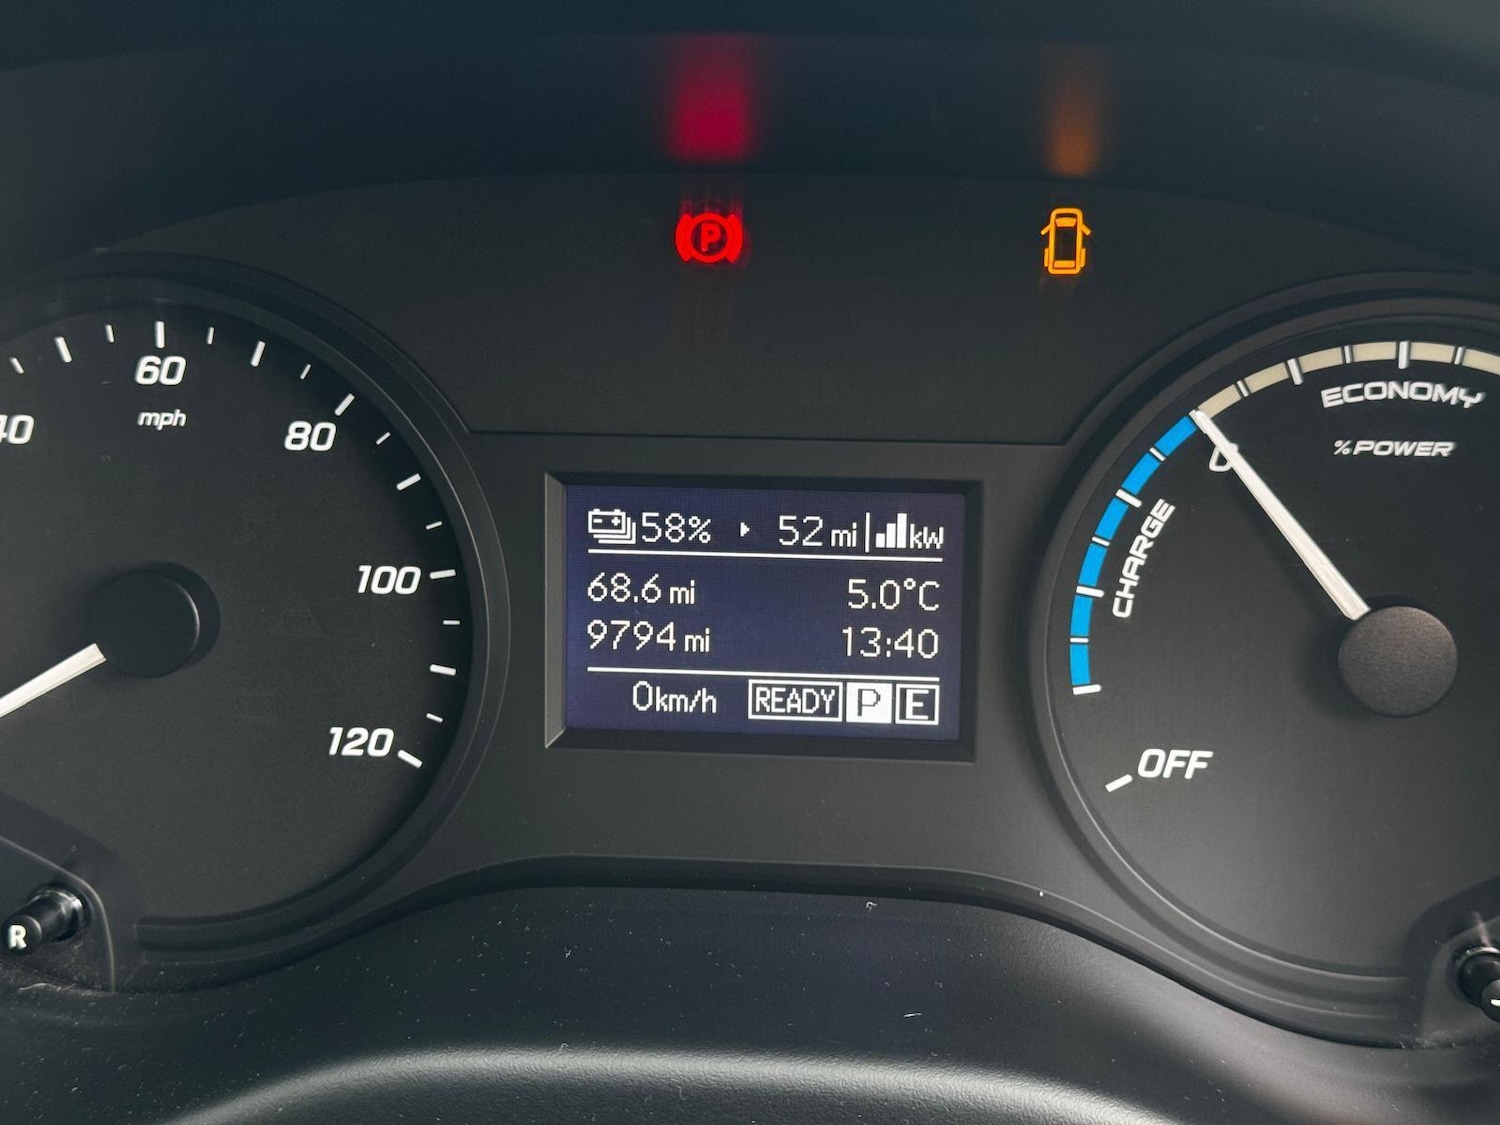 60
mph
80
100
120
R
P
58% 52 mi kW
68.6 mi 5.0°C
9794 mi 13:40
0km/h READY P E
ECONOMY
% POWER
0
CHARGE
OFF